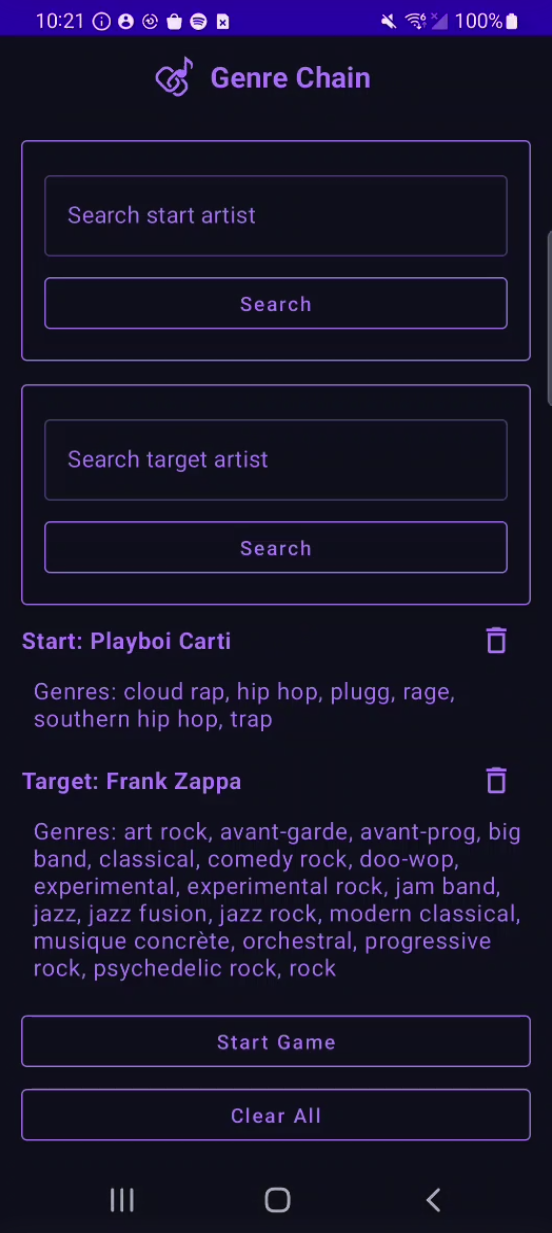 10:21 100%
Genre Chain
Search start artist
Search
Search target artist
Search
Start: Playboi Carti
Genres: cloud rap, hip hop, plugg, rage,
southern hip hop, trap
Target: Frank Zappa
Genres: art rock, avant-garde, avant-prog, big
band, classical, comedy rock, doo-wop,
experimental, experimental rock, jam band,
jazz, jazz fusion, jazz rock, modern classical,
musique concrète, orchestral, progressive
rock, psychedelic rock, rock
Start Game
Clear All